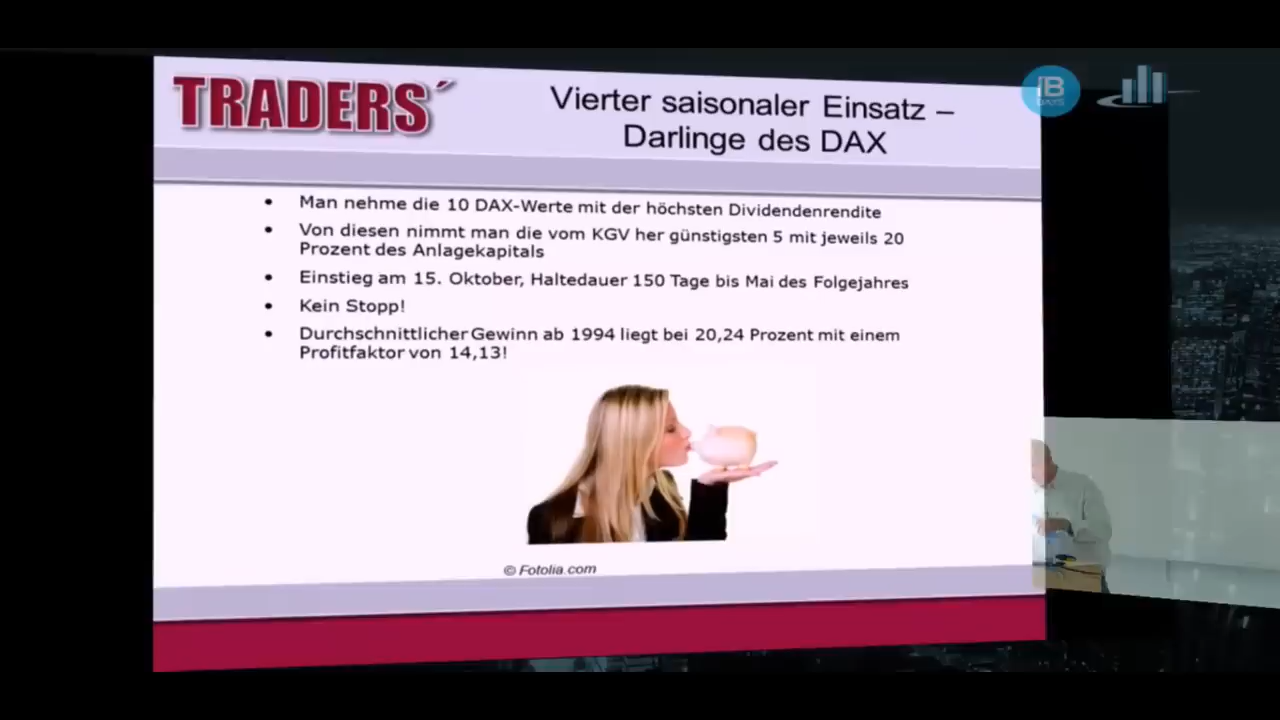 TRADERS´
Vierter saisonaler Einsatz –
Darlinge des DAX
iB
DAYS
• Man nehme die 10 DAX-Werte mit der höchsten Dividendenrendite
• Von diesen nimmt man die vom KGV her günstigsten 5 mit jeweils 20
Prozent des Anlagekapitals
• Einstieg am 15. Oktober, Haltedauer 150 Tage bis Mai des Folgejahres
• Kein Stopp!
• Durchschnittlicher Gewinn ab 1994 liegt bei 20,24 Prozent mit einem
Profitfaktor von 14,13!
© Fotolia.com